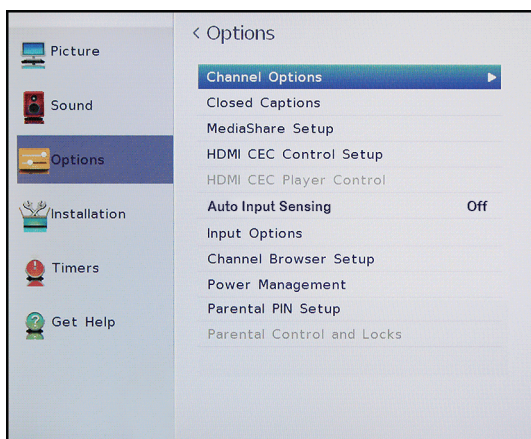 Picture
Sound
Options
Installation
Timers
Get Help
< Options
Channel Options
Closed Captions
MediaShare Setup
HDMI CEC Control Setup
HDMI CEC Player Control
Auto Input Sensing Off
Input Options
Channel Browser Setup
Power Management
Parental PIN Setup
Parental Control and Locks